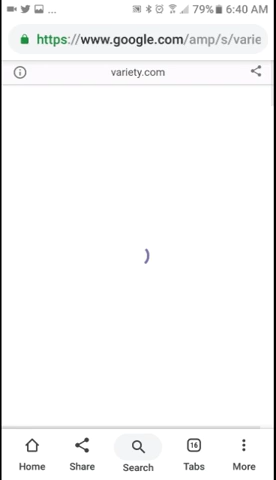 ... 79% 6:40 AM
https://www.google.com/amp/s/varie
variety.com
16
Home Share Search Tabs More